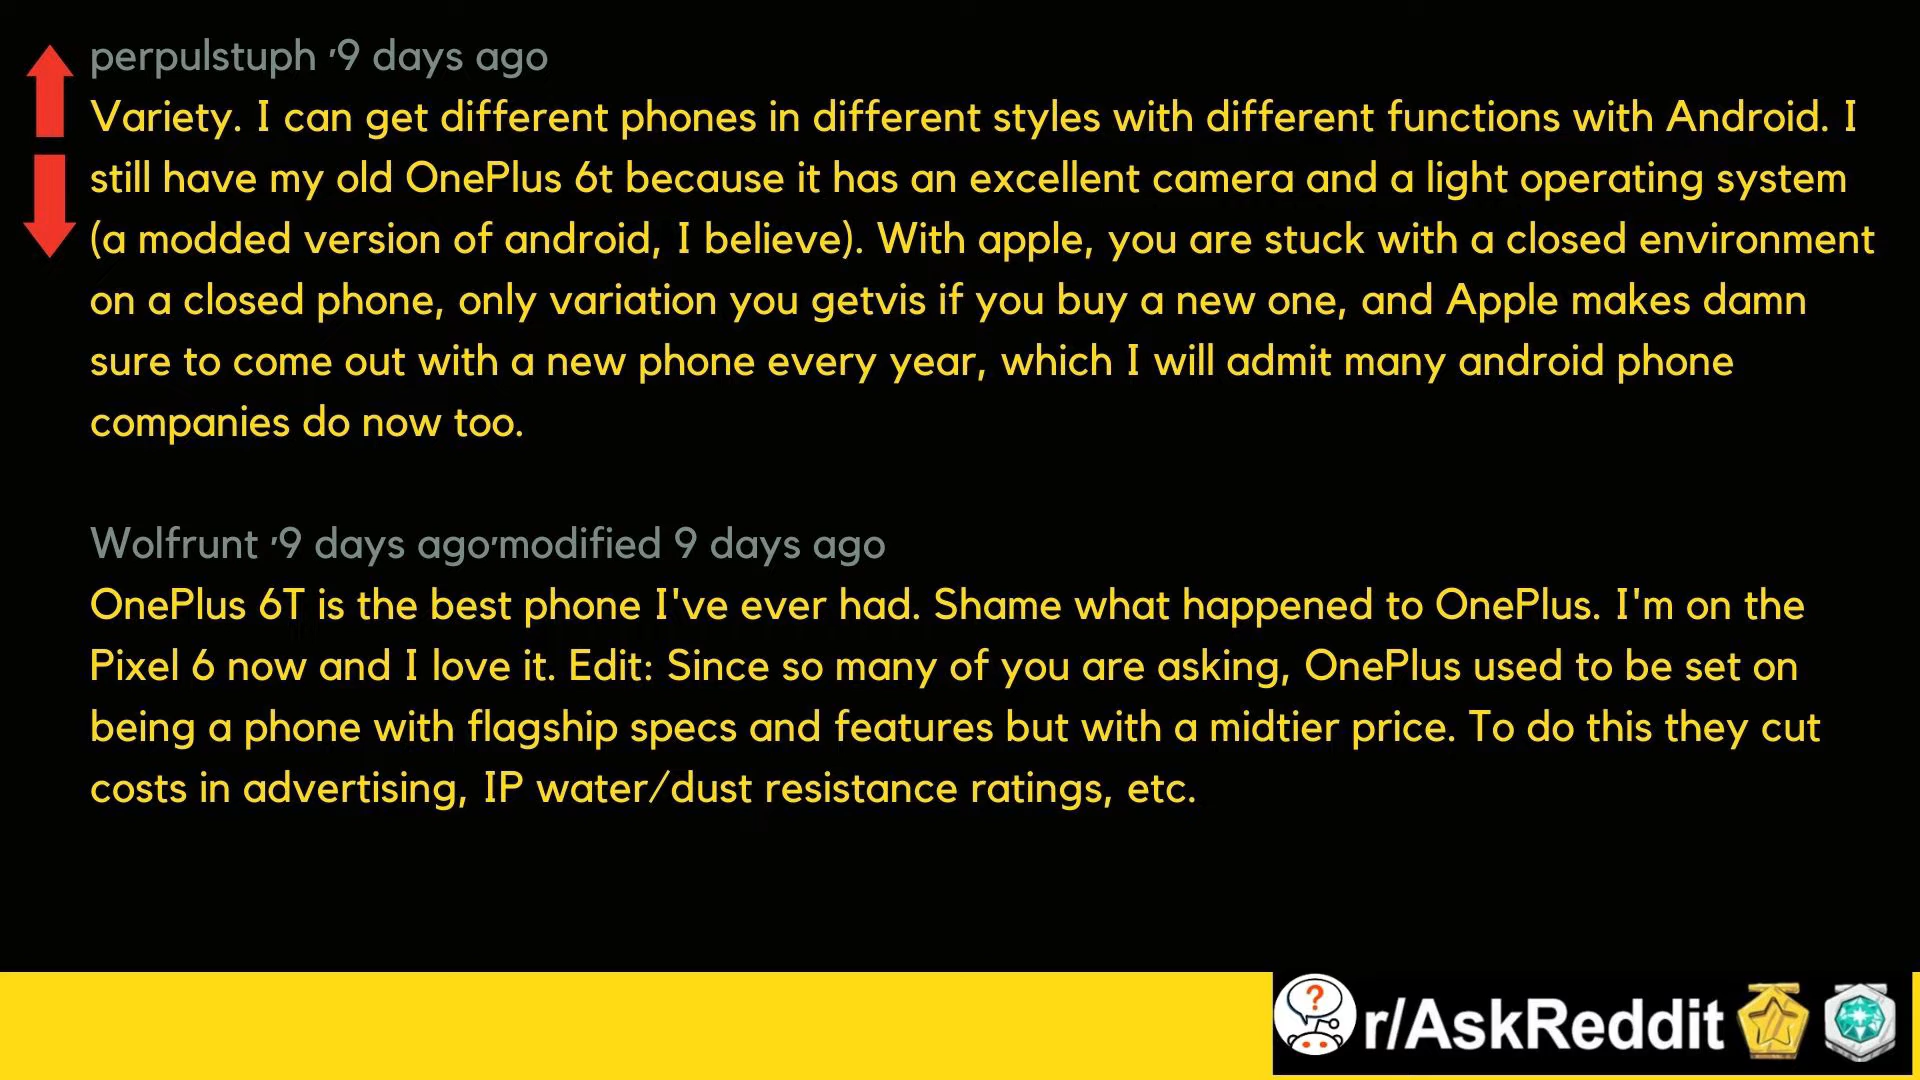 perpulstuph ·9 days ago
Variety. I can get different phones in different styles with different functions with Android. I
still have my old OnePlus 6t because it has an excellent camera and a light operating system
(a modded version of android, I believe). With apple, you are stuck with a closed environment
on a closed phone, only variation you getvis if you buy a new one, and Apple makes damn
sure to come out with a new phone every year, which I will admit many android phone
companies do now too.
Wolfrunt ·9 days ago·modified 9 days ago
OnePlus 6T is the best phone I've ever had. Shame what happened to OnePlus. I'm on the
Pixel 6 now and I love it. Edit: Since so many of you are asking, OnePlus used to be set on
being a phone with flagship specs and features but with a midtier price. To do this they cut
costs in advertising, IP water/dust resistance ratings, etc.
?
r/AskReddit